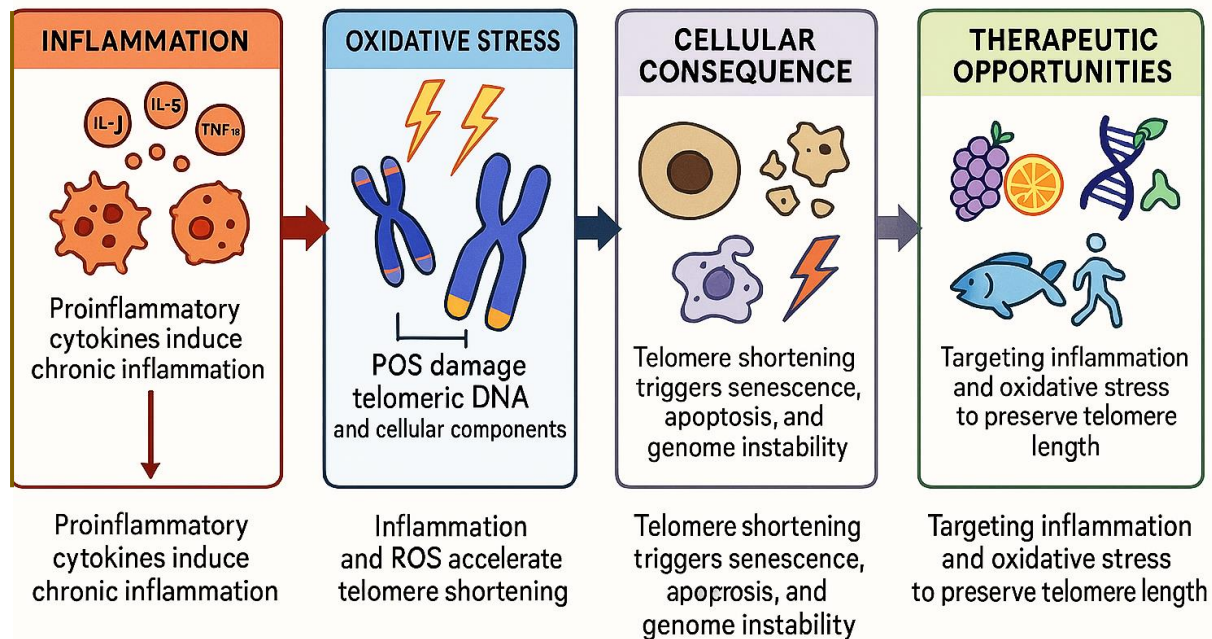 INFLAMMATION
IL-J
IL-5
TNF18
Proinflammatory
cytokines induce
chronic inflammation
OXIDATIVE STRESS
POS damage
telomeric DNA
and cellular components
CELLULAR
CONSEQUENCE
Telomere shortening
triggers senescence,
apoptosis, and
genome instability
THERAPEUTIC
OPPORTUNITIES
Targeting inflammation
and oxidative stress
to preserve telomere
length
Proinflammatory
cytokines induce
chronic inflammation
Inflammation
and ROS accelerate
telomere shortening
Telomere shortening
triggers senescence,
genome instability
Targeting inflammation
and oxidative stress
to preserve telomere length